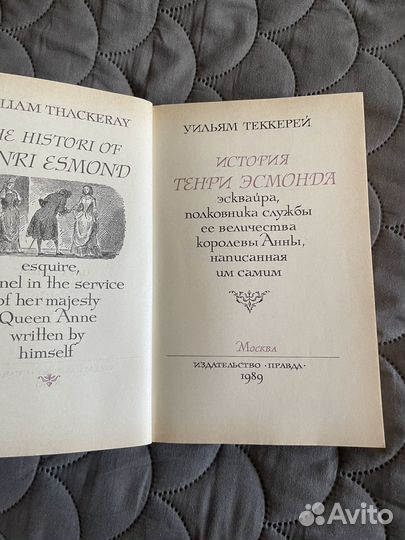 LIAM THACKERAY
HE HISTORI OF
ENRI ESMOND
esquire,
nel in the service
of her majesty
Queen Anne
written by
himself
УИЛЬЯМ ТЕККЕРЕЙ
ИСТОРИЯ
ГЕНРИ ЭСМОНДА
эсквайра,
полковника службы
ее величества
королевы Анны,
написанная
им самим
Москва
ИЗДАТЕЛЬСТВО «ПРАВДА»
1989
Avito